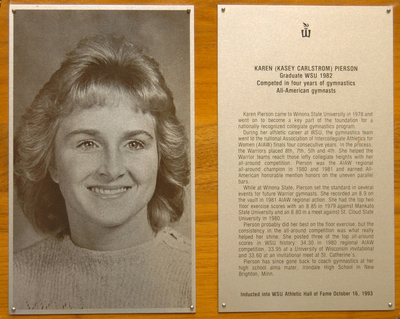 W
KAREN (KASEY CARLSTROM) PIERSON
Graduate WSU 1982
Competed in four years of gymnastics
All-American gymnasts
Karen Pierson came to Winona State University in 1978 and
went on to become a key part of the foundation for a
nationally recognized collegiate gymnastics program.
During her athletic career at WSU, the gymnastics team
went to the national Association of Intercollegiate Athletics for
Women (AIAW) finals four consecutive years. In the process,
the Warriors placed 8th, 7th, 5th and 4th. She helped the
Warrior teams reach those lofty collegiate heights with her
all-around competition. Pierson was the AIAW regional
all-around champion in 1980 and 1981 and earned All-
American honorable mention honors on the uneven parallel
bars.
While at Winona State, Pierson set the standard in several
events for future Warrior gymnasts. She recorded an 8.9 on
the vault in 1981 AIAW regional action. She had the top two
floor exercise scores with an 8.85 in 1979 against Mankato
State University and an 8.80 in a meet against St. Cloud State
University in 1980.
Pierson probably did her best on the floor exercise, but the
consistency in the all-around competition was what really
helped her shine. She posted three of the top all-around
scores in WSU history: 34.20 in 1980 regional AIAW
competition, 33.95 at a University of Wisconsin invitational
and 33.90 at an invitational meet at St. Catherine's.
Pierson has since gone back to coach gymnastics at her
high school alma mater, Irondale High School in New
Brighton, Minn.
Inducted into WSU Athletic Hall of Fame October 16, 1993